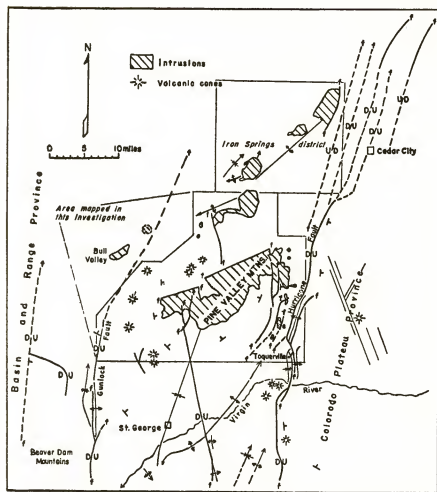 N
Intrusions
Volcanic cones
0 5 10 miles
Iron Springs district
Cedar City
U D
D U
D U
D U
U D
Area mapped in
this Investigation
Basin and Range Province
Bull
Valley
PINE VALLEY MTNS.
Hurricane Fault
D U
Gunlock Fault
D U
D U
D U
Toquerville
Colorado Plateau Province
Virgin River
St. George
D U
Beaver Dam
Mountains
D U
D U
D U